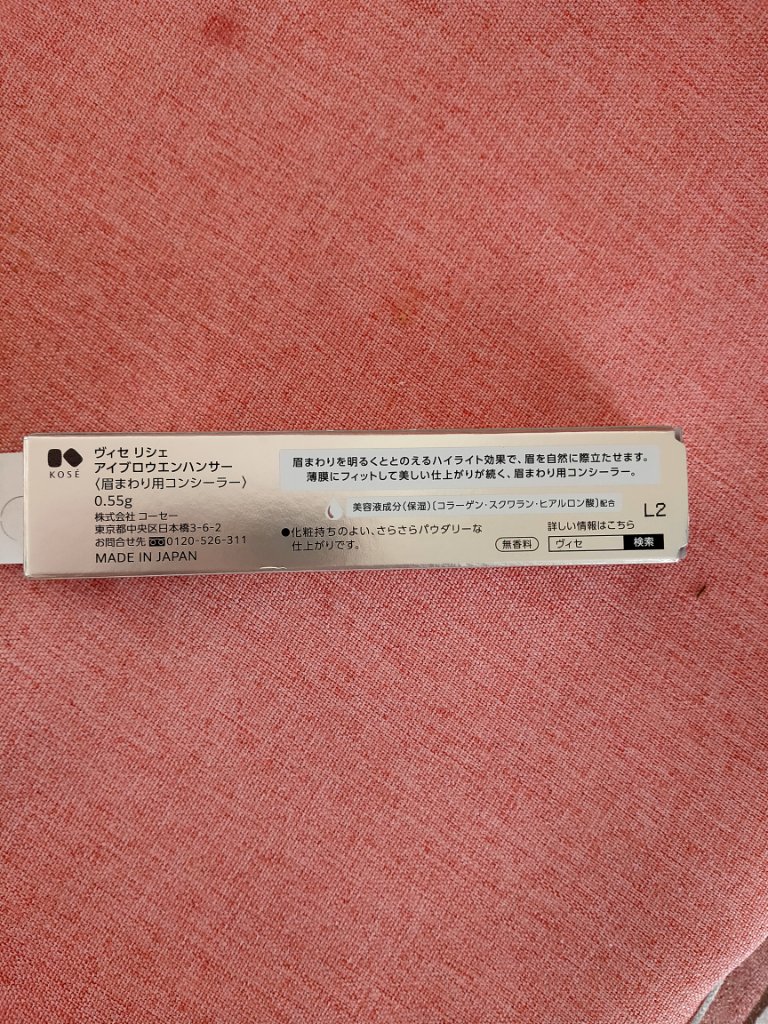 KOSÉ
ヴィセ リシェ
アイブロウエンハンサー
〈眉まわり用コンシーラー〉
0.55g
株式会社 コーセー
東京都中央区日本橋3-6-2
お問合せ先 0120-526-311
MADE IN JAPAN
眉まわりを明るくととのえるハイライト効果で、眉を自然に際立たせます。
薄膜にフィットして美しい仕上がりが続く、眉まわり用コンシーラー。
美容液成分(保湿)[コラーゲン・スクワラン・ヒアルロン酸]配合
●化粧持ちのよい、さらさらパウダリーな
仕上がりです。
無香料
L2
詳しい情報はこちら
ヴィセ 検索